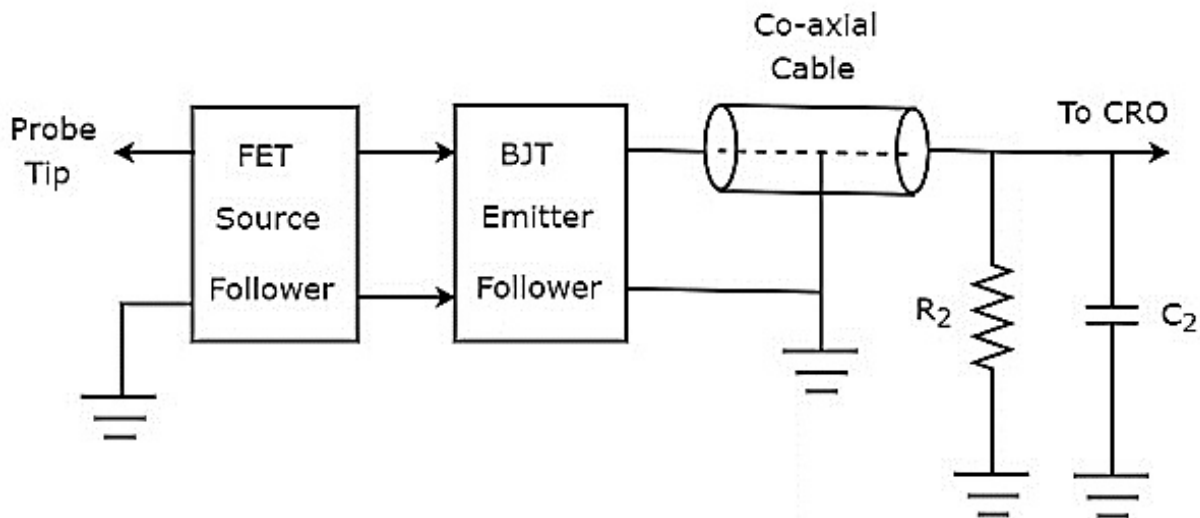 Co-axial
Cable
Probe
Tip
FET
Source
Follower
BJT
Emitter
Follower
To CRO
R₂
C₂